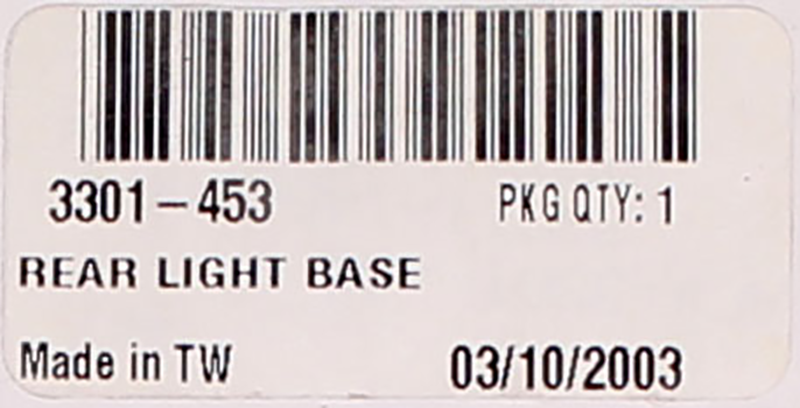 3301-453 PKG QTY: 1
REAR LIGHT BASE
Made in TW 03/10/2003